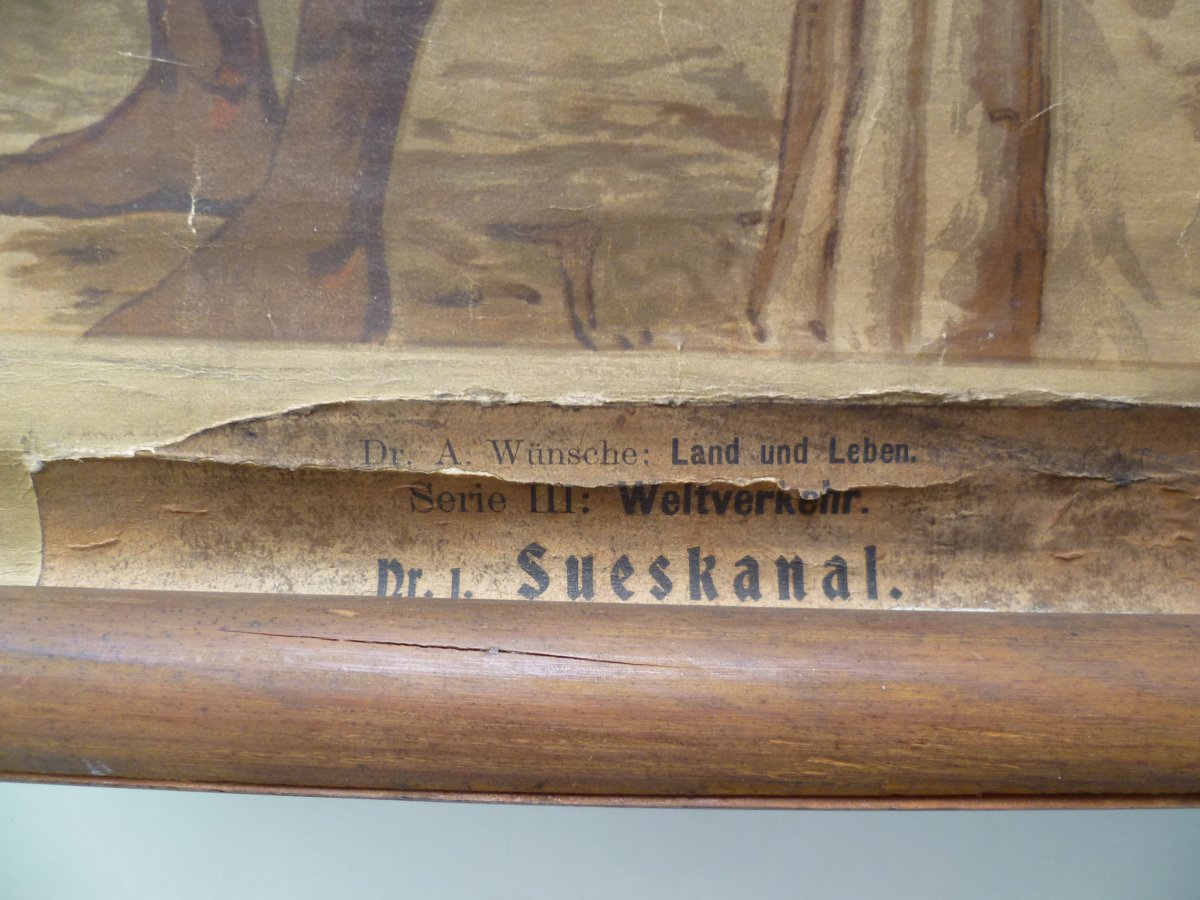 Dr. A. Wünsche: Land und Leben.
Serie III: Weltverkehr.
Nr. 1. Sueskanal.